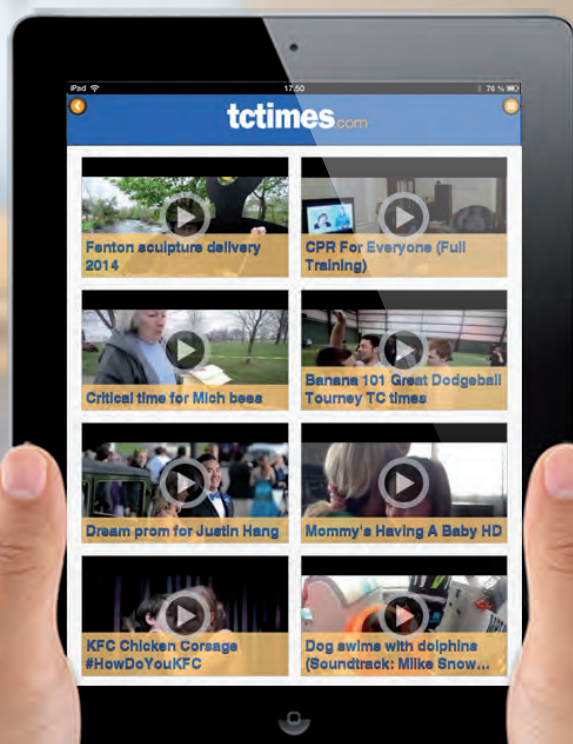 iPad 17.50 76 %
tctimes.com
Fenton sculpture delivery
2014
CPR For Everyone (Full
Training)
Critical time for Mich bees
Banana 101 Great Dodgeball
Tourney TC times
Dream prom for Justin Hang
Mommy's Having A Baby HD
KFC Chicken Corsage
#HowDoYouKFC
Dog swims with dolphins
(Soundtrack: Miike Snow...